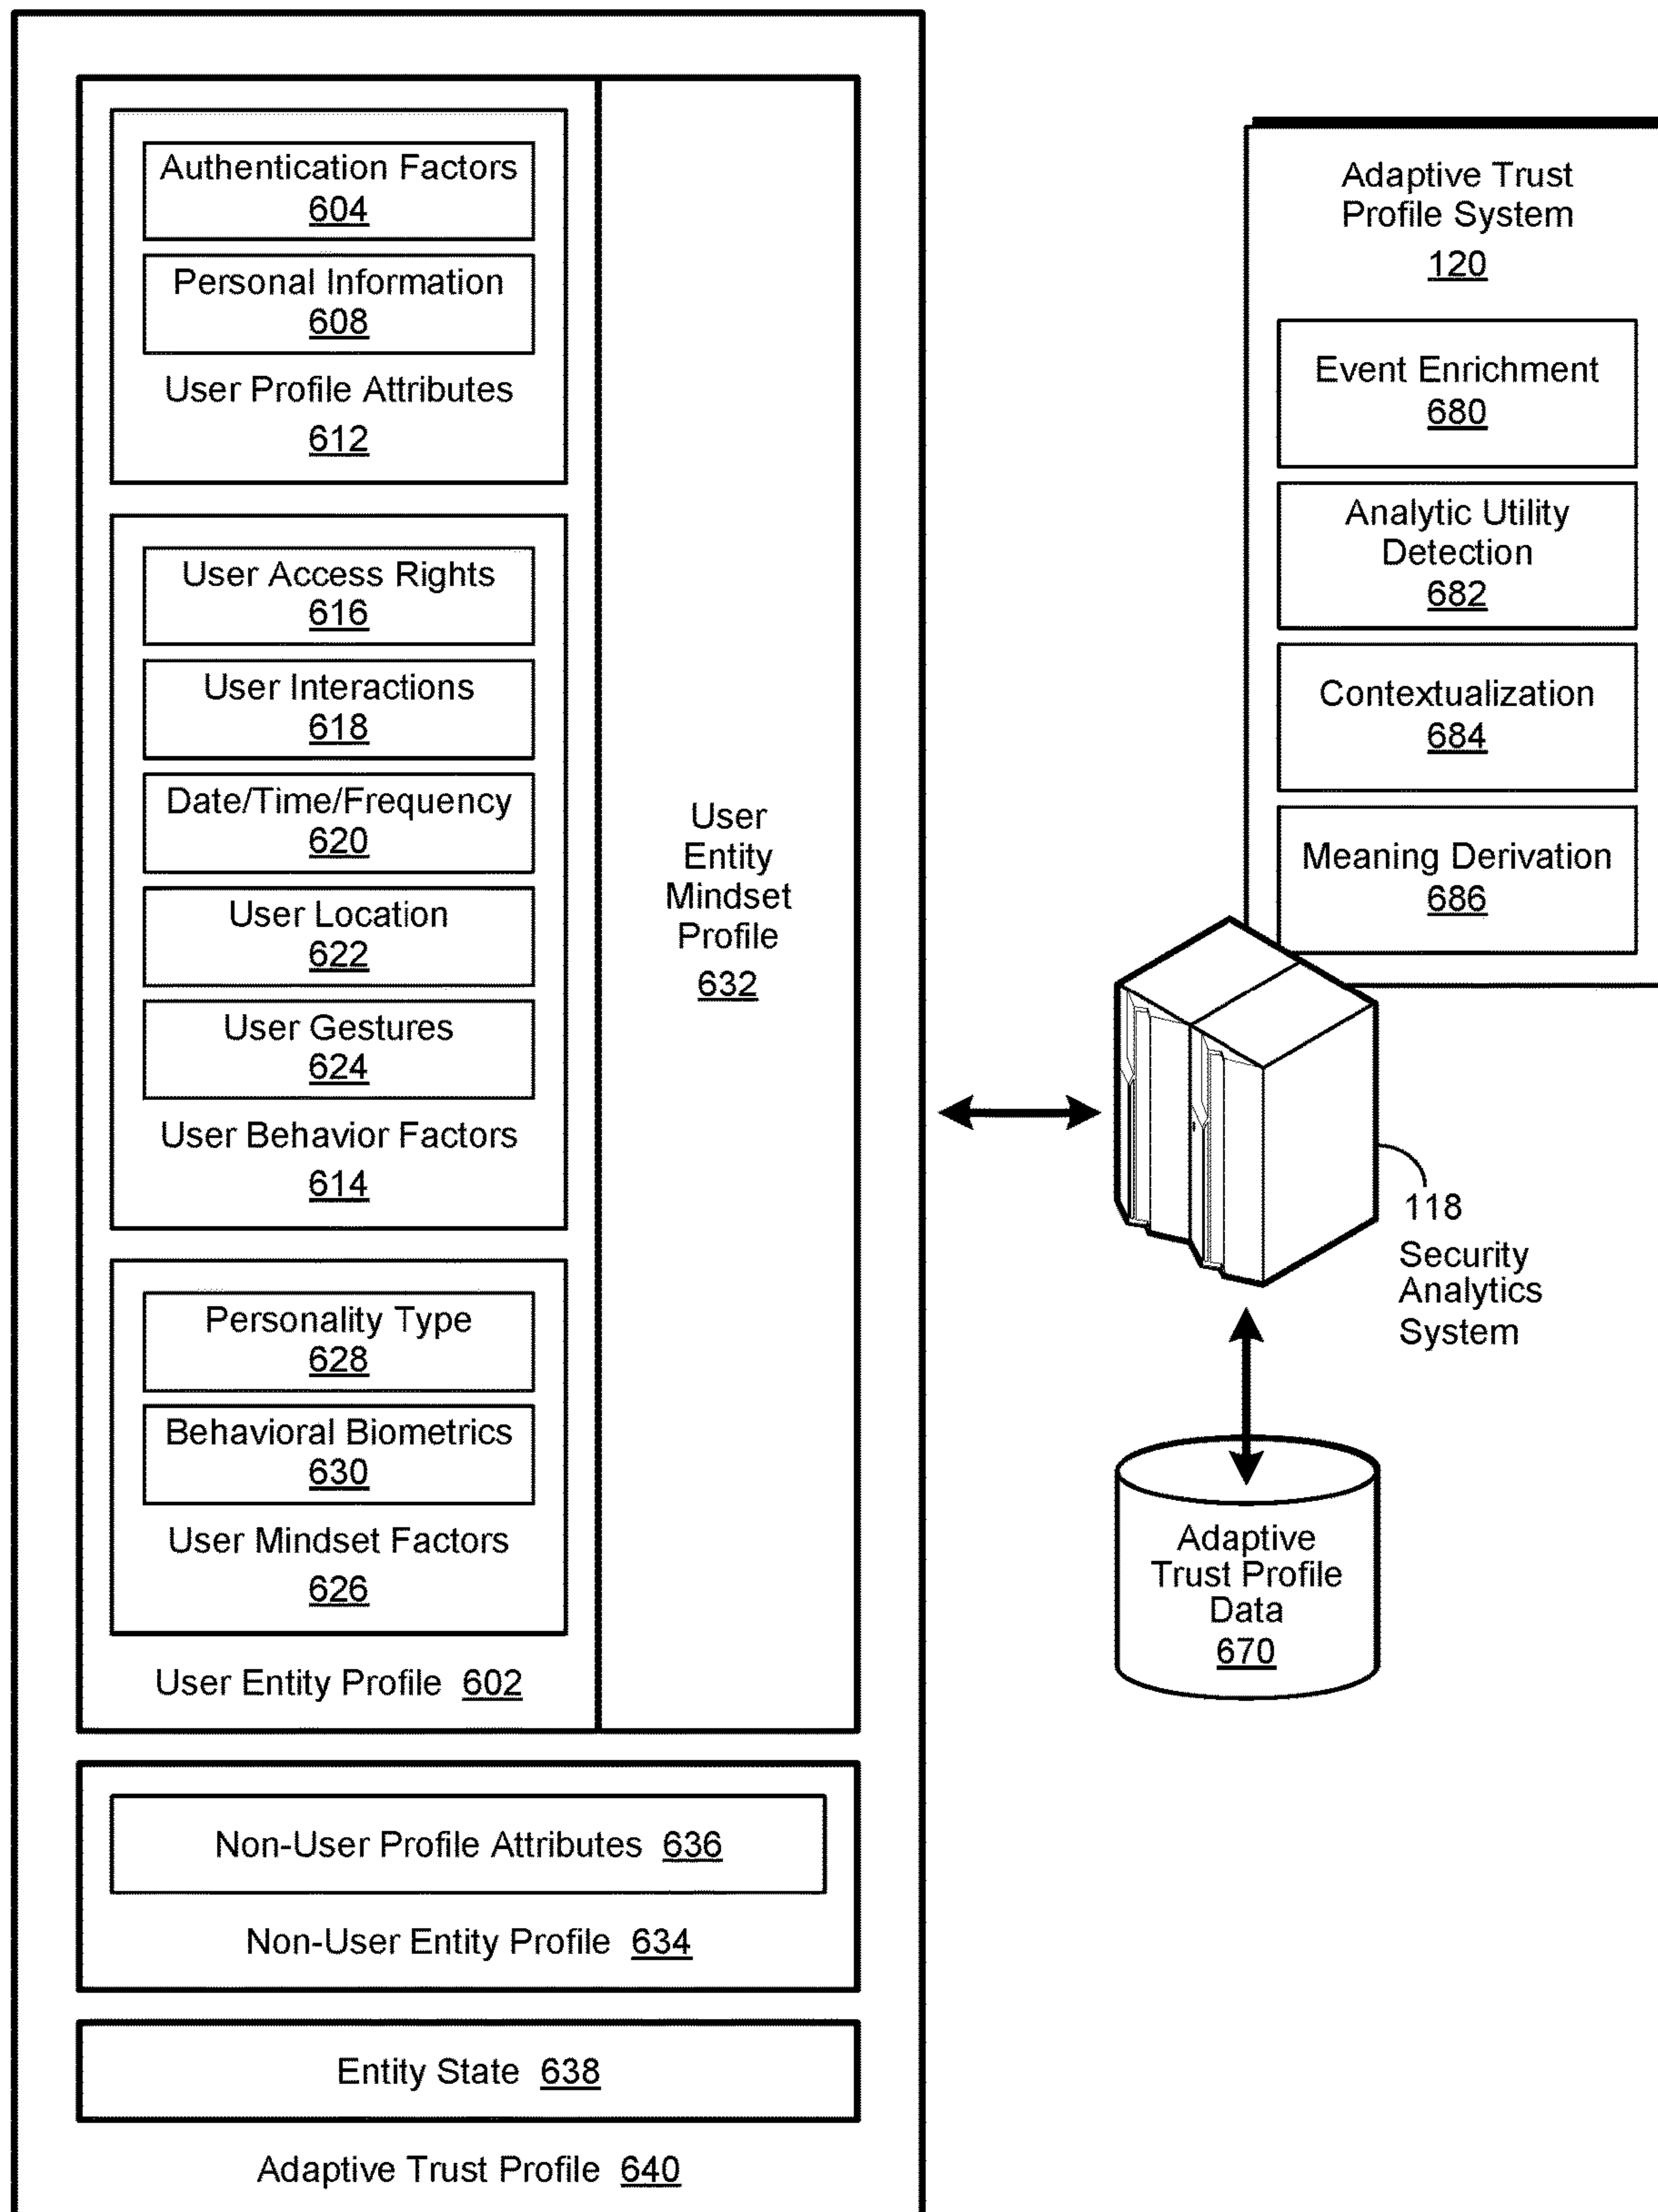 Authentication Factors
604
Personal Information
608
User Profile Attributes
612
User Access Rights
616
User Interactions
618
Date/Time/Frequency
620
User Location
622
User Gestures
624
User Behavior Factors
614
Personality Type
628
Behavioral Biometrics
630
User Mindset Factors
626
User Entity Profile 602
User
Entity
Mindset
Profile
632
Non-User Profile Attributes 636
Non-User Entity Profile 634
Entity State 638
Adaptive Trust Profile 640
Adaptive Trust
Profile System
120
Event Enrichment
680
Analytic Utility
Detection
682
Contextualization
684
Meaning Derivation
686
118
Security
Analytics
System
Adaptive
Trust Profile
Data
670